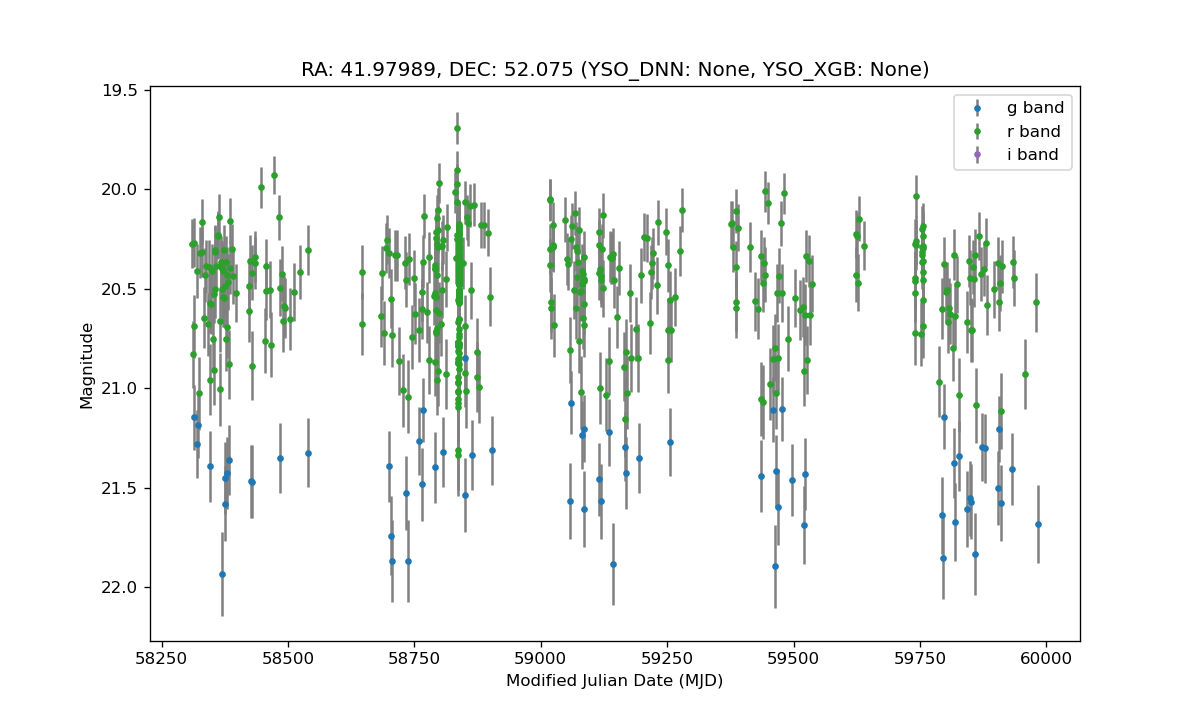 RA: 41.97989, DEC: 52.075 (YSO_DNN: None, YSO_XGB: None)
g band
r band
i band
19.5
20.0
20.5
21.0
21.5
22.0
Magnitude
58250
58500
58750
59000
59250
59500
59750
60000
Modified Julian Date (MJD)